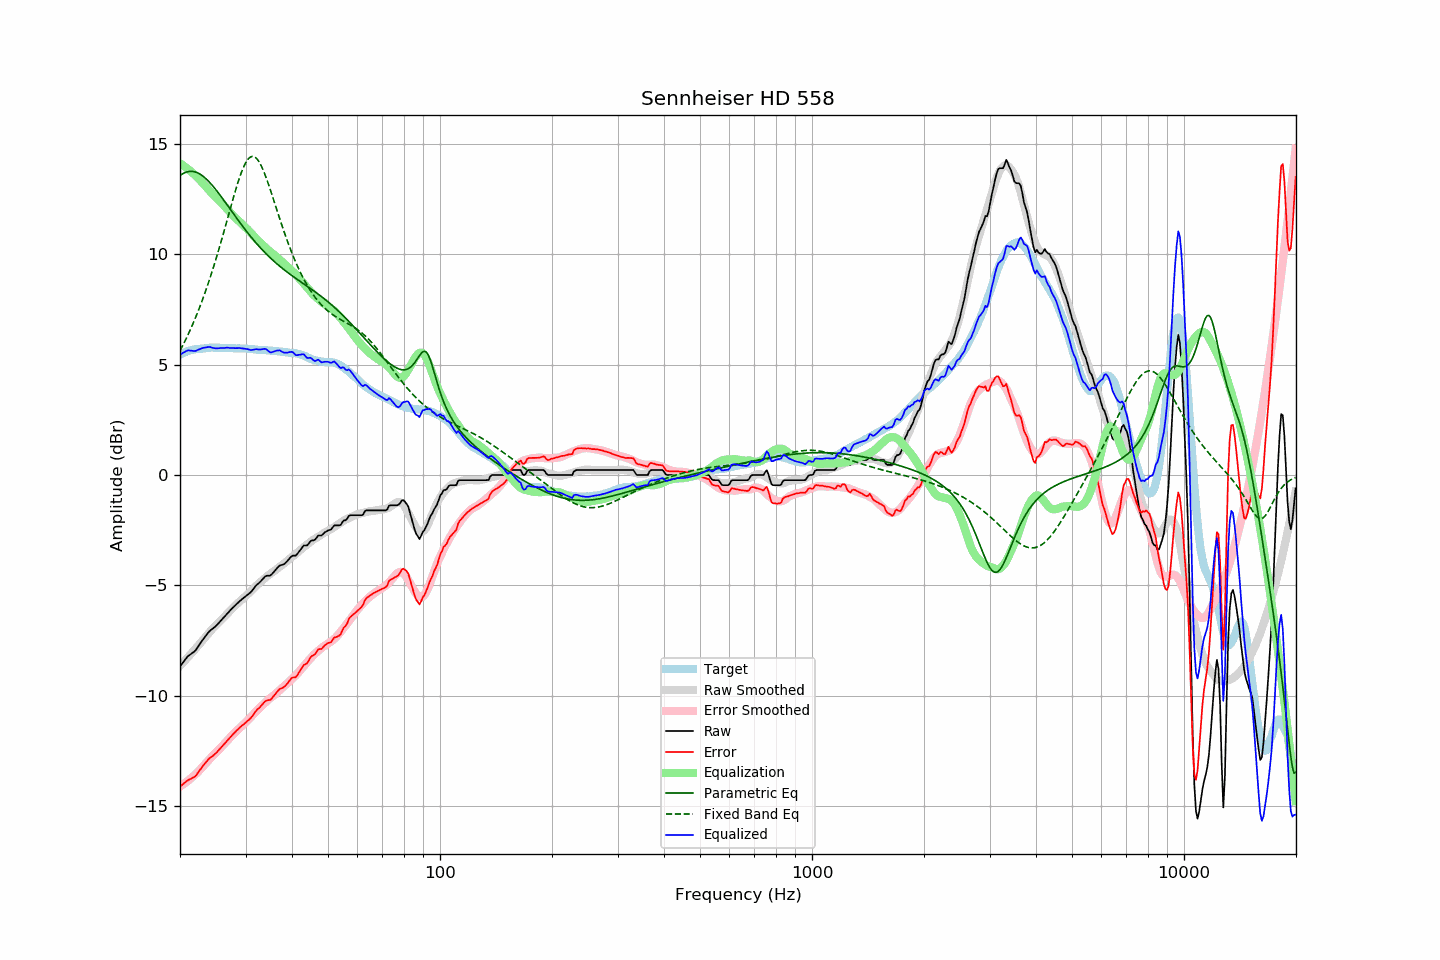 Sennheiser HD 558
Amplitude (dBr)
15
10
5
0
−5
−10
−15
Target
Raw Smoothed
Error Smoothed
Raw
Error
Equalization
Parametric Eq
Fixed Band Eq
Equalized
100
1000
10000
Frequency (Hz)